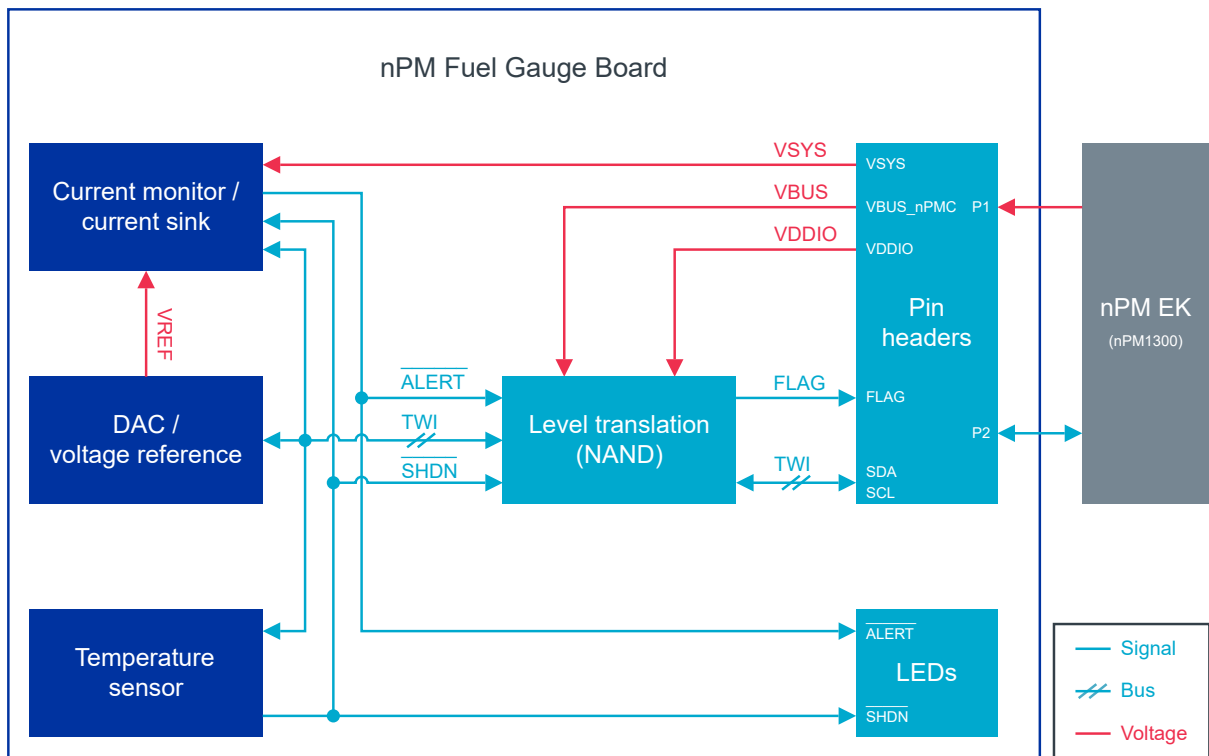 nPM Fuel Gauge Board
Current monitor /
current sink
VSYS
VBUS
VDDIO
VSYS
VBUS_nPMC
P1
VDDIO
Pin
headers
nPM EK
(nPM1300)
VREF
DAC /
voltage reference
ALERT
TWI
SHDN
Level translation
(NAND)
FLAG
TWI
FLAG
P2
SDA
SCL
Temperature
sensor
ALERT
LEDs
SHDN
Signal
Bus
Voltage